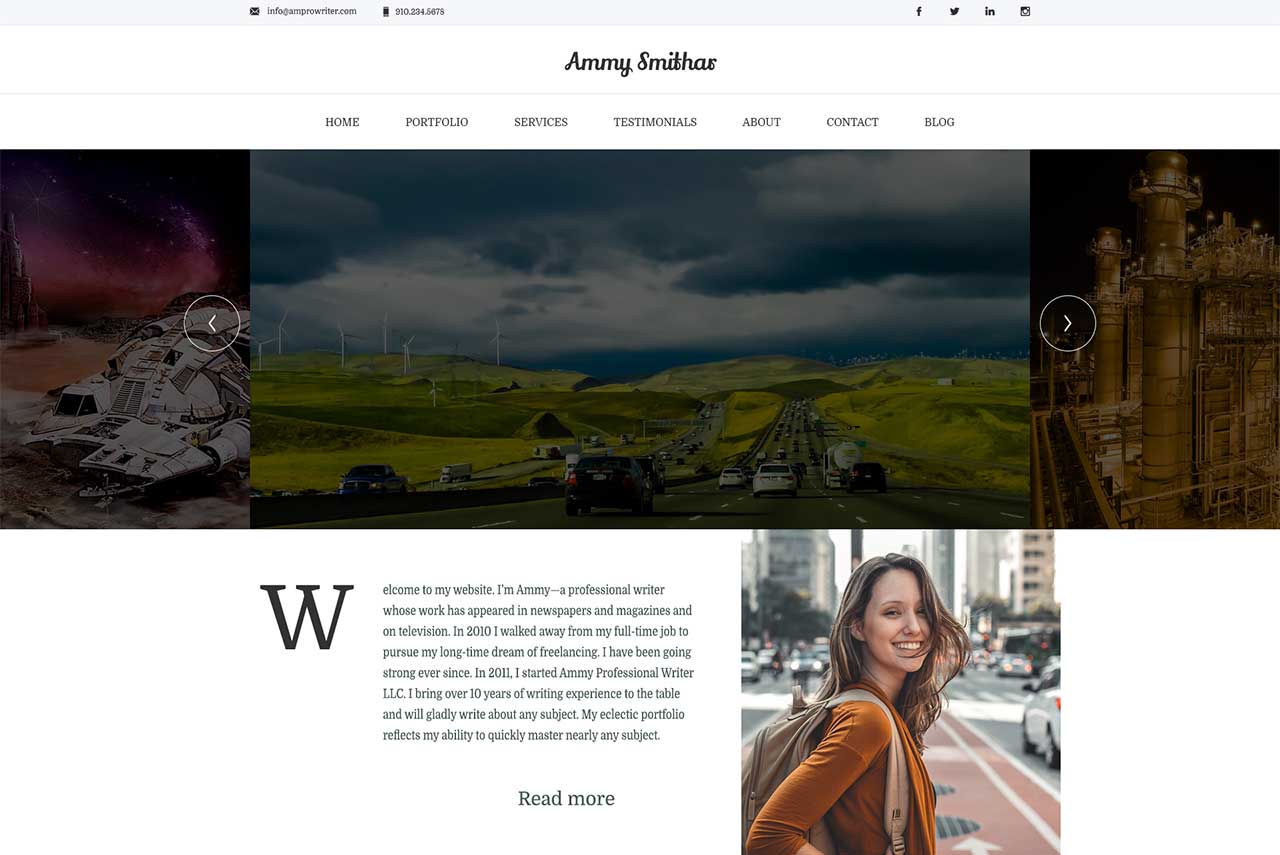 info@amprowriter.com 910.234.5678
Ammy Smithas
HOME PORTFOLIO SERVICES TESTIMONIALS ABOUT CONTACT BLOG
Welcome to my website. I'm Ammy—a professional writer
whose work has appeared in newspapers and magazines and
on television. In 2010 I walked away from my full-time job to
pursue my long-time dream of freelancing. I have been going
strong ever since. In 2011, I started Ammy Professional Writer
LLC. I bring over 10 years of writing experience to the table
and will gladly write about any subject. My eclectic portfolio
reflects my ability to quickly master nearly any subject.
Read more